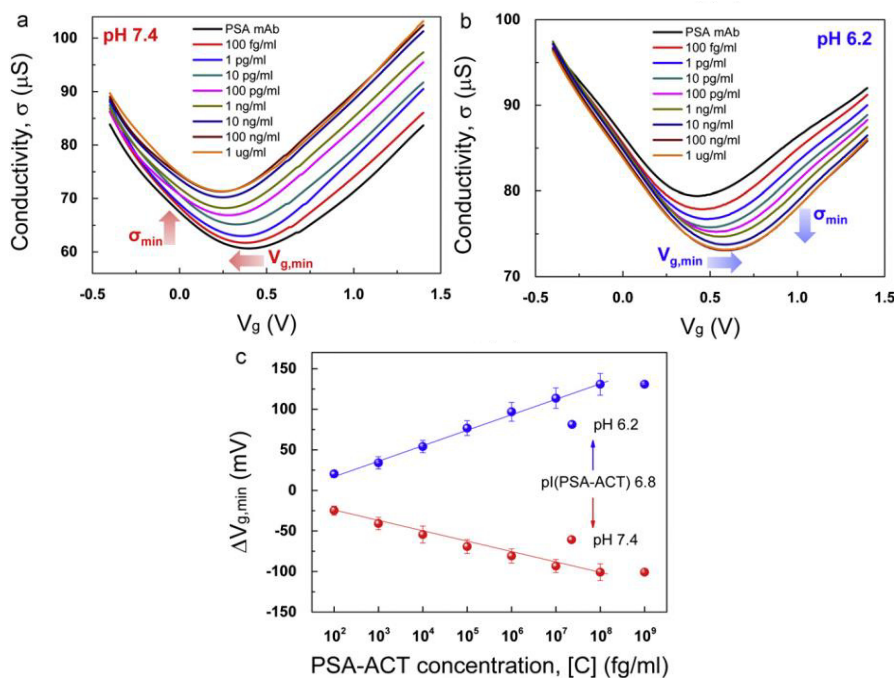 a
pH 7.4
PSA mAb
100 fg/ml
1 pg/ml
10 pg/ml
100 pg/ml
1 ng/ml
10 ng/ml
100 ng/ml
1 ug/ml
σmin
Vg,min
100
90
80
70
60
-0.5
0.0
0.5
1.0
1.5
Conductivity, σ (μS)
Vg (V)
b
pH 6.2
PSA mAb
100 fg/ml
1 pg/ml
10 pg/ml
100 pg/ml
1 ng/ml
10 ng/ml
100 ng/ml
1 ug/ml
σmin
Vg,min
100
90
80
70
-0.5
0.0
0.5
1.0
1.5
Conductivity, σ (μS)
Vg (V)
c
150
100
50
0
-50
-100
-150
ΔVg,min (mV)
pH 6.2
pI(PSA-ACT) 6.8
pH 7.4
10² 10³ 10⁴ 10⁵ 10⁶ 10⁷ 10⁸ 10⁹
PSA-ACT concentration, [C] (fg/ml)